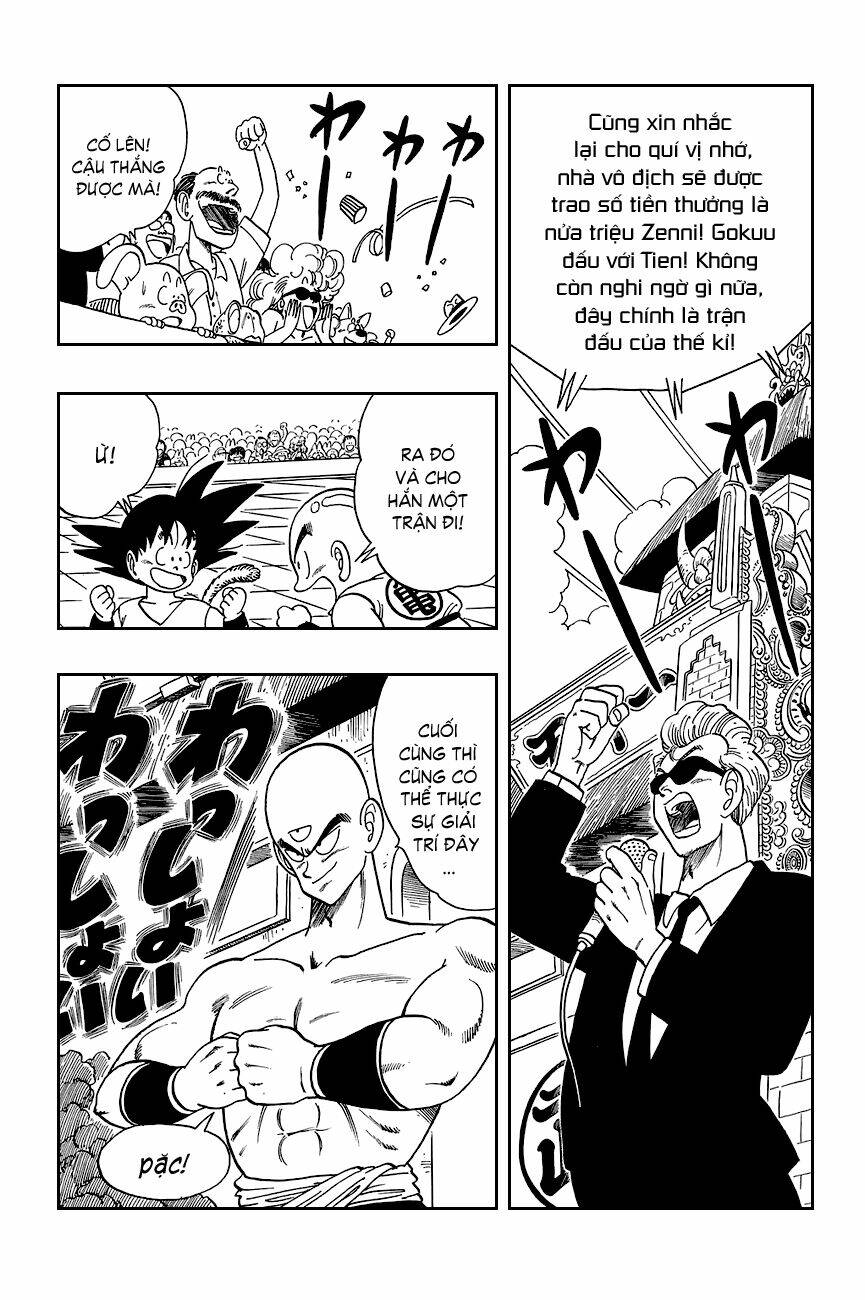 Cũng xin nhắc
lại cho quí vị nhớ,
nhà vô địch sẽ được
trao số tiền thưởng là
nửa triệu Zenni! Gokuu
đấu với Tien! Không
còn nghi ngờ gì nữa,
đây chính là trận
đấu của thế kỉ!
わー
わー
CỐ LÊN!
CẬU THẮNG
ĐƯỢC MÀ!
わー
わー
わー
RA ĐÓ
VÀ CHO
HẮN MỘT
TRẬN ĐI!
Ừ!
CUỐI
CÙNG THÌ
CŨNG CÓ
THỂ THỰC
SỰ GIẢI
TRÍ ĐÂY
...
わっしょい
わっしょい
pặc!